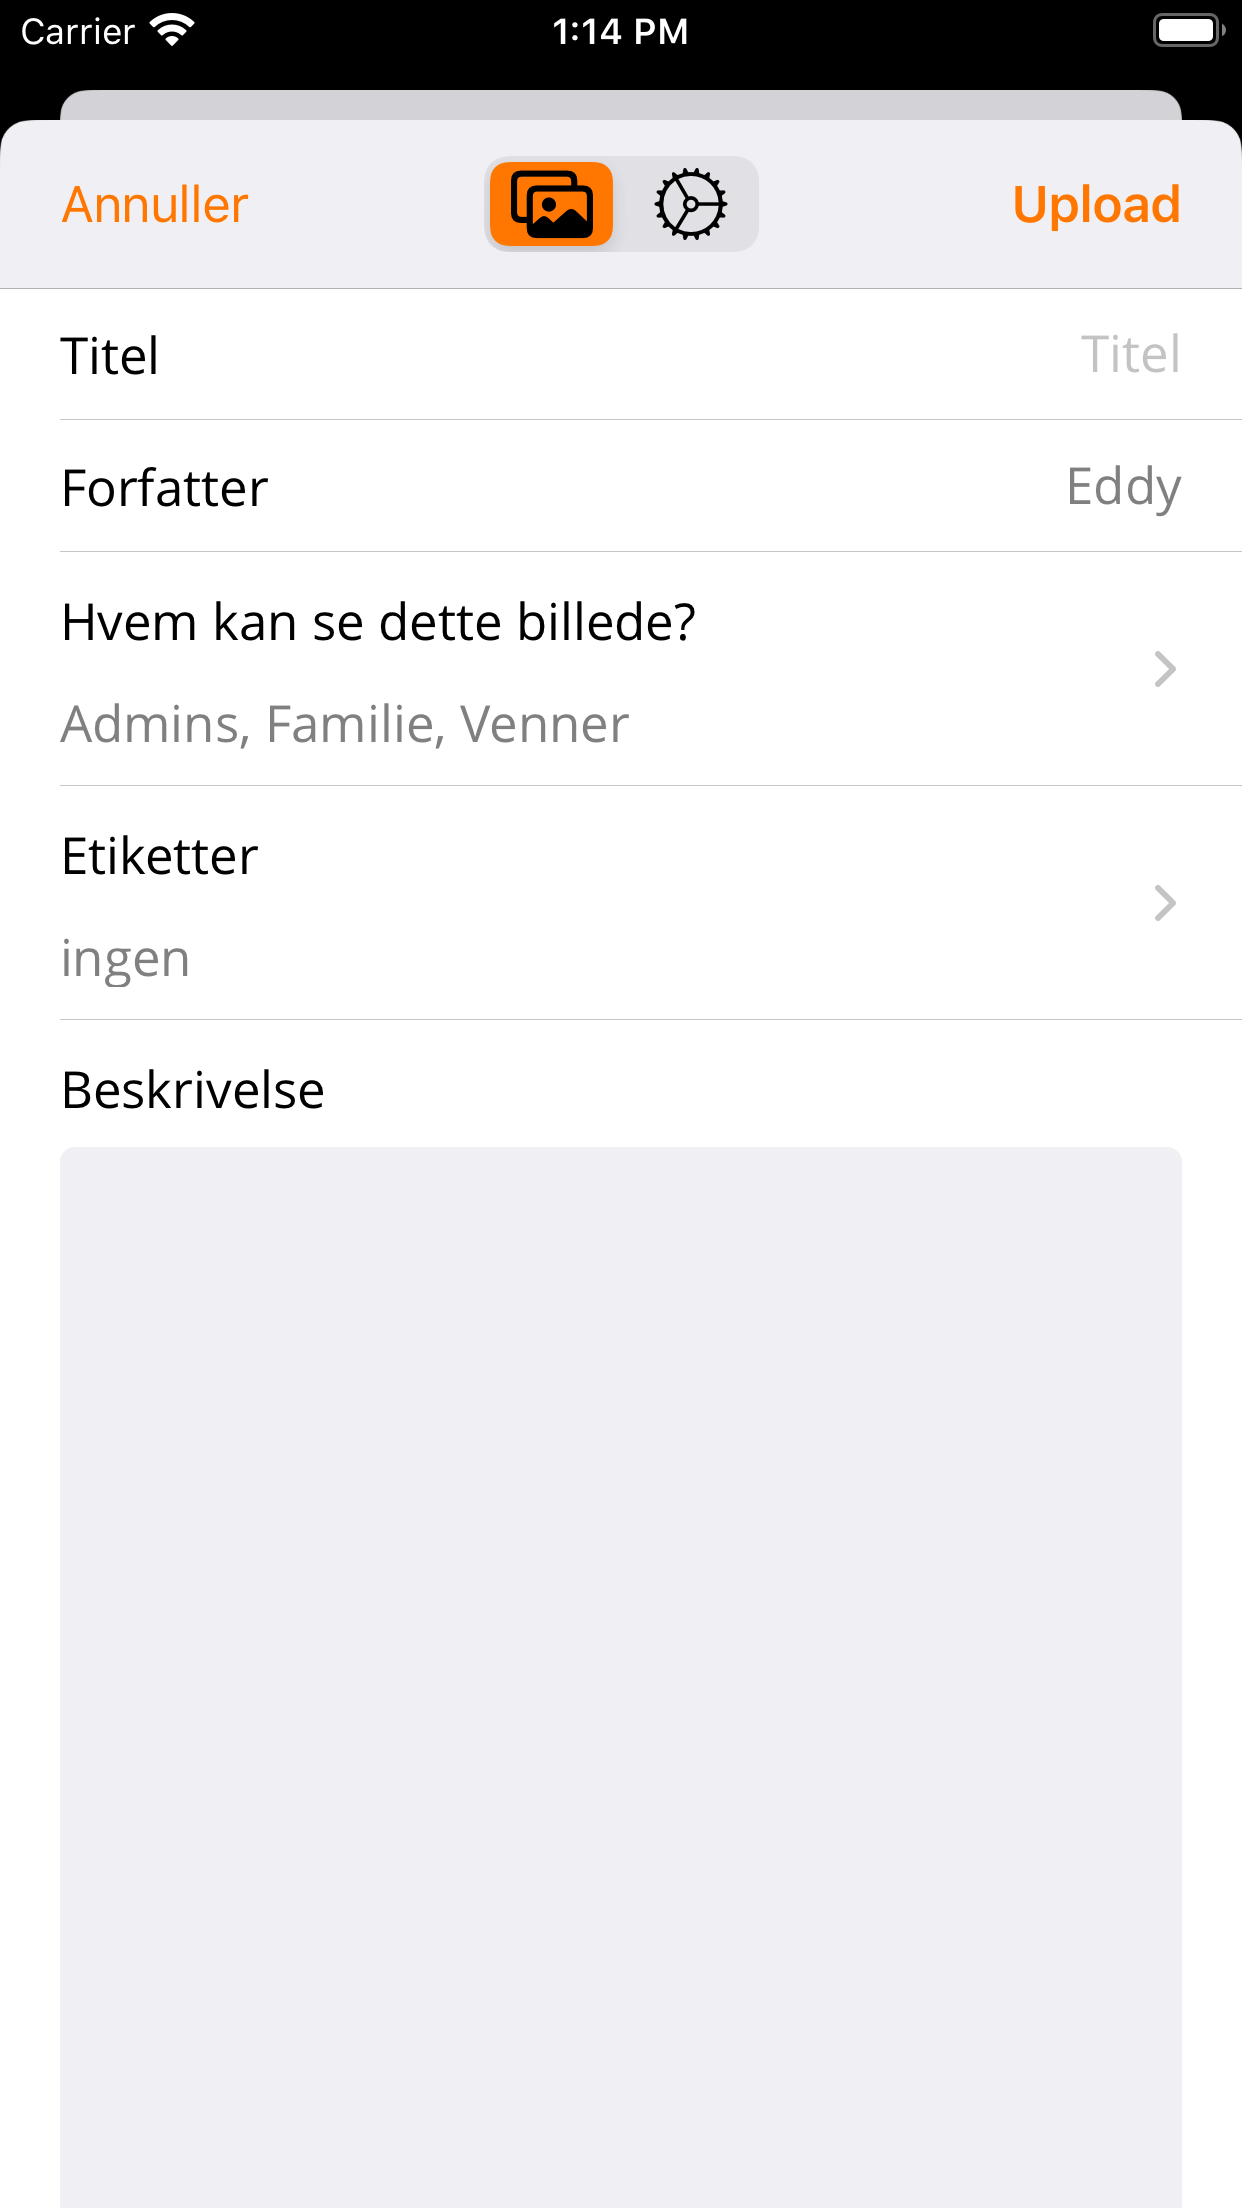 Carrier 1:14 PM
Annuller Upload
Titel Titel
Forfatter Eddy
Hvem kan se dette billede?
Admins, Familie, Venner
Etiketter
ingen
Beskrivelse